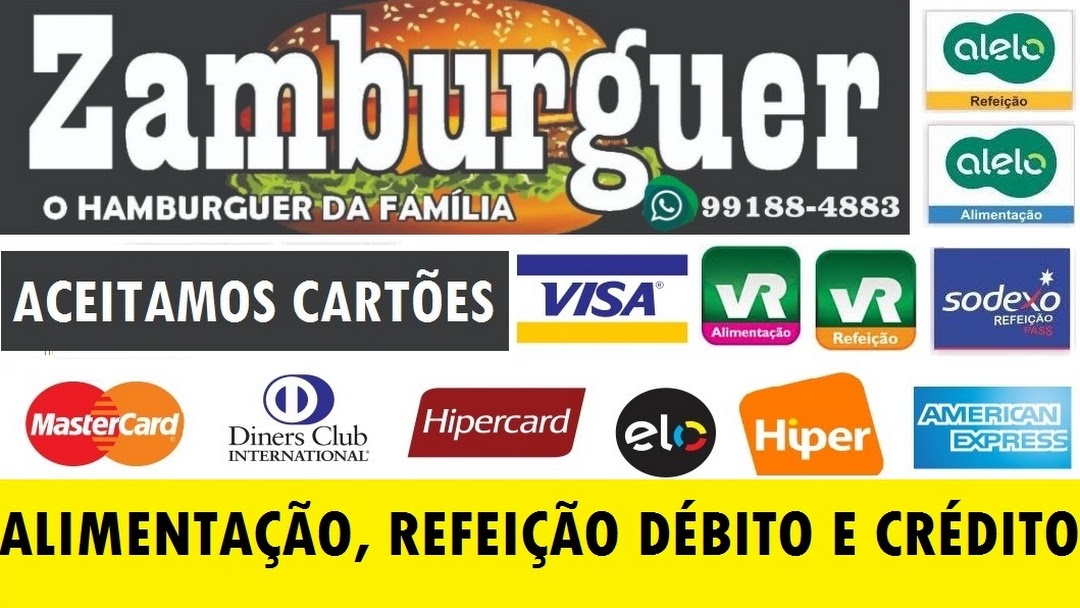 Zamburguer
O HAMBURGUER DA FAMÍLIA
99188-4883
alelo
Refeição
alelo
Alimentação
ACEITAMOS CARTÕES
VISA®
VR
Alimentação
VR
Refeição
sodexo
REFEIÇÃO
PASS
MasterCard
Diners Club
INTERNATIONAL®
Hipercard
elo
Hiper
AMERICAN
EXPRESS
ALIMENTAÇÃO, REFEIÇÃO DÉBITO E CRÉDITO